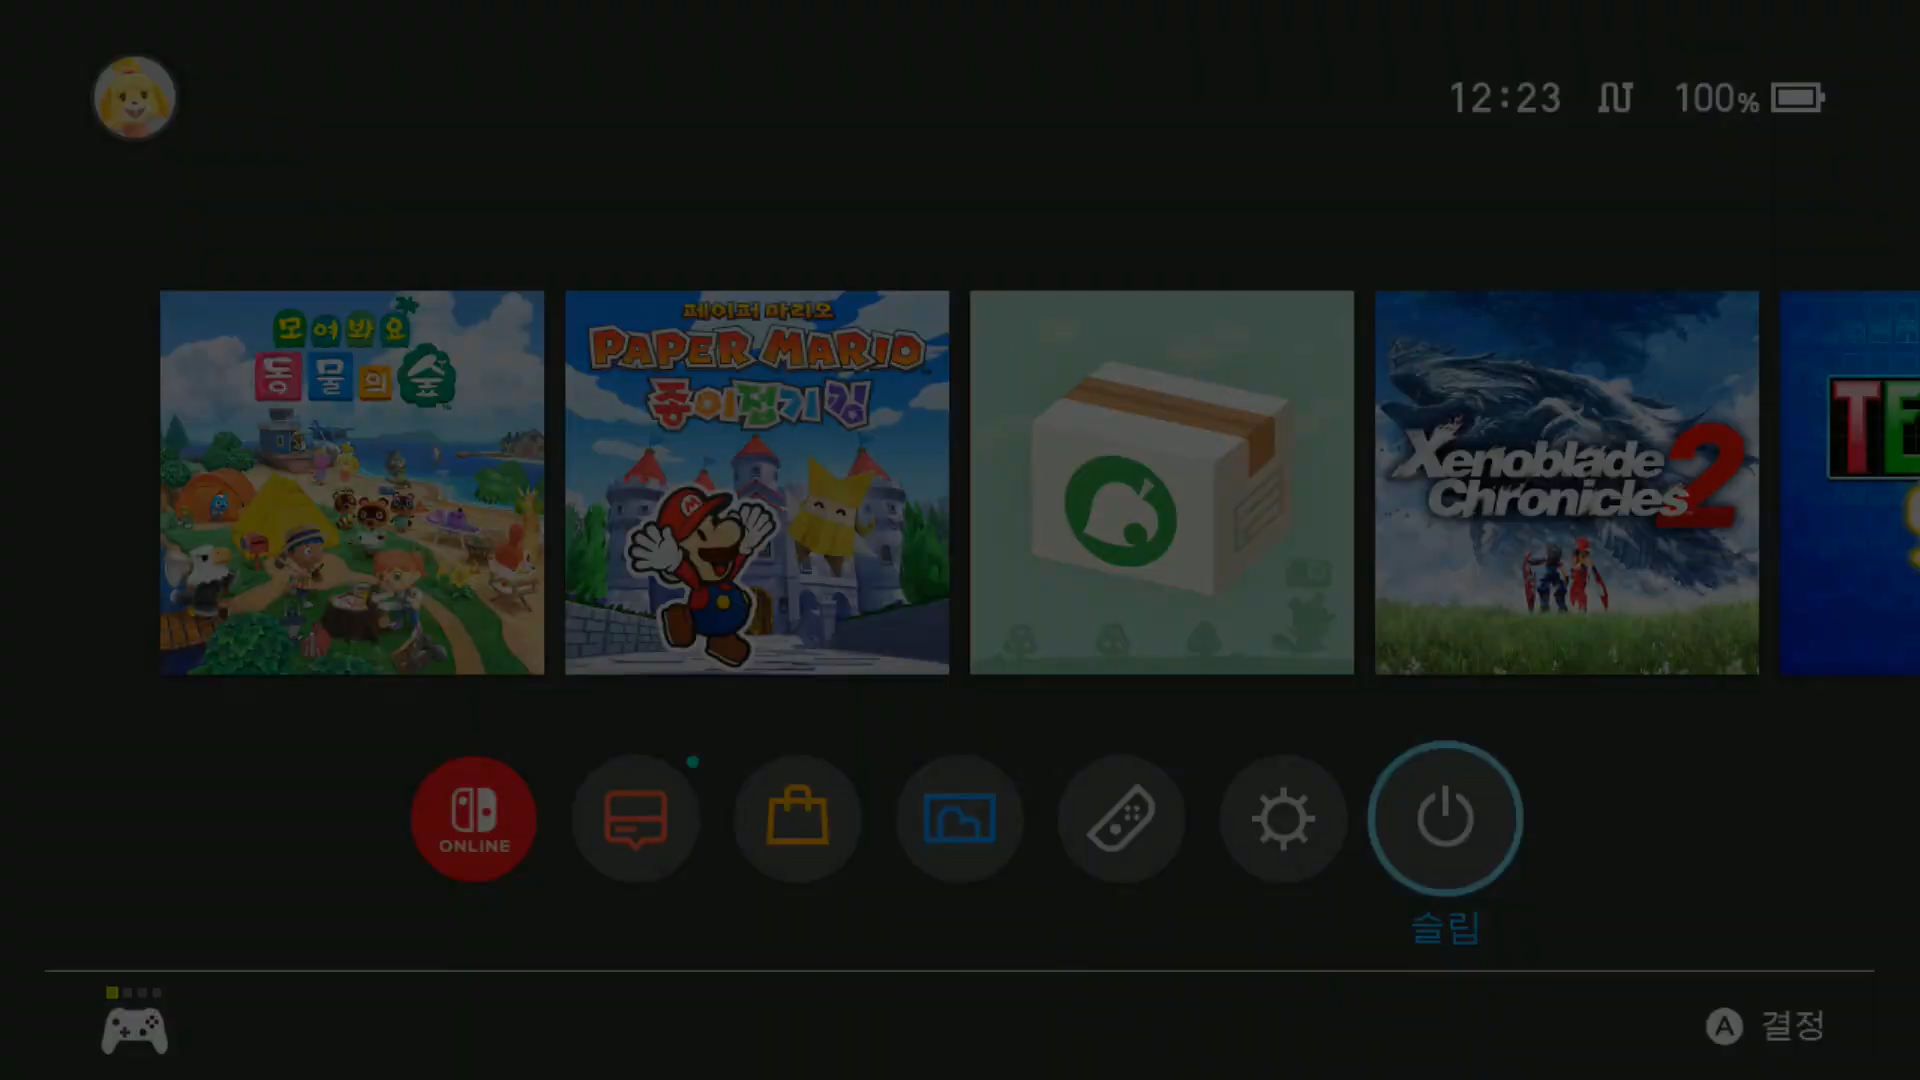 12:23 100%
모여봐요
동물의숲
페이퍼 마리오
PAPER MARIO
종이접기 킹
Xenoblade
Chronicles 2
ONLINE
슬립
A 결정